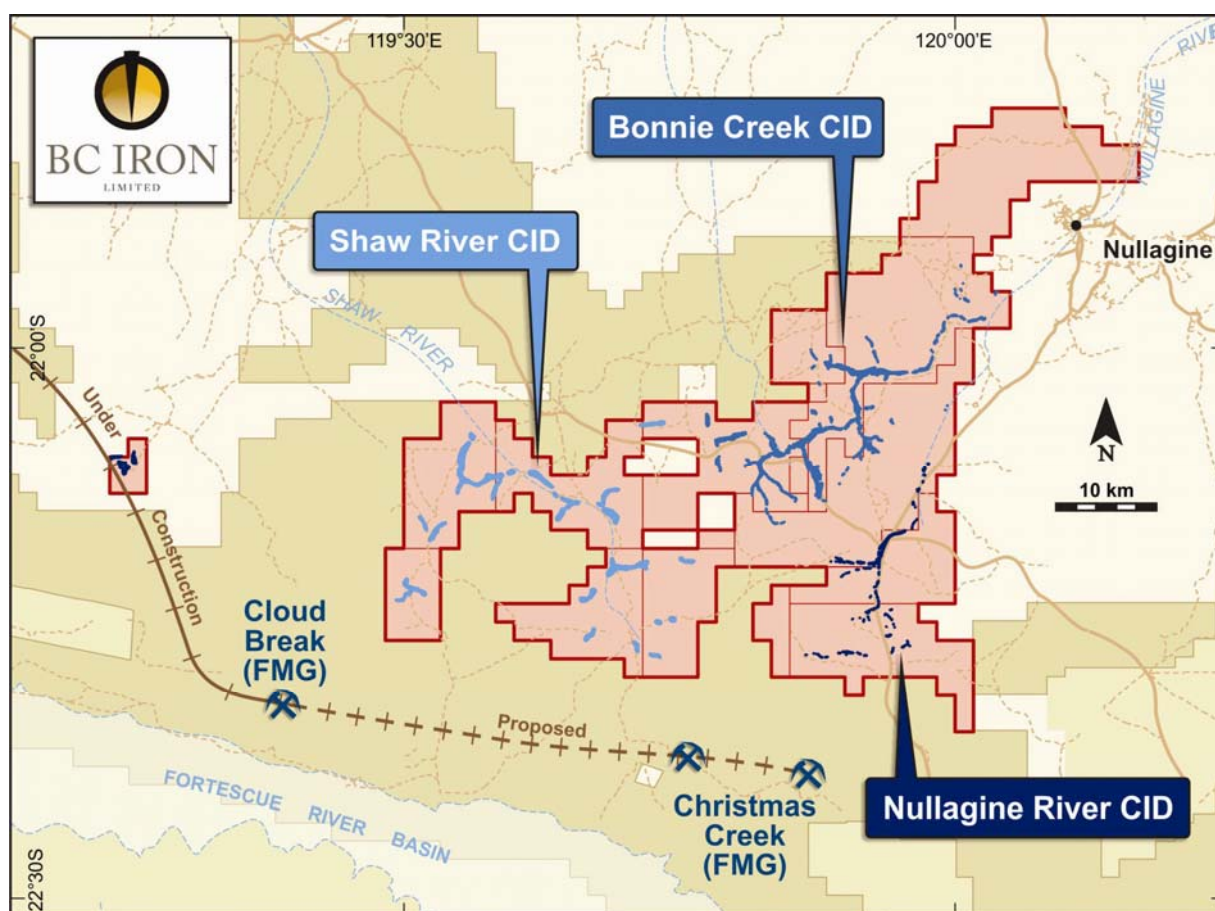 119°30'E
120°00'E
BC IRON
LIMITED
Bonnie Creek CID
RIVER
NULLAGINE
Shaw River CID
Nullagine
SHAW RIVER
22°00'S
Under
Construction
N
10 km
Cloud
Break
(FMG)
Proposed
FORTESCUE RIVER BASIN
Christmas
Creek
(FMG)
Nullagine River CID
22°30'S